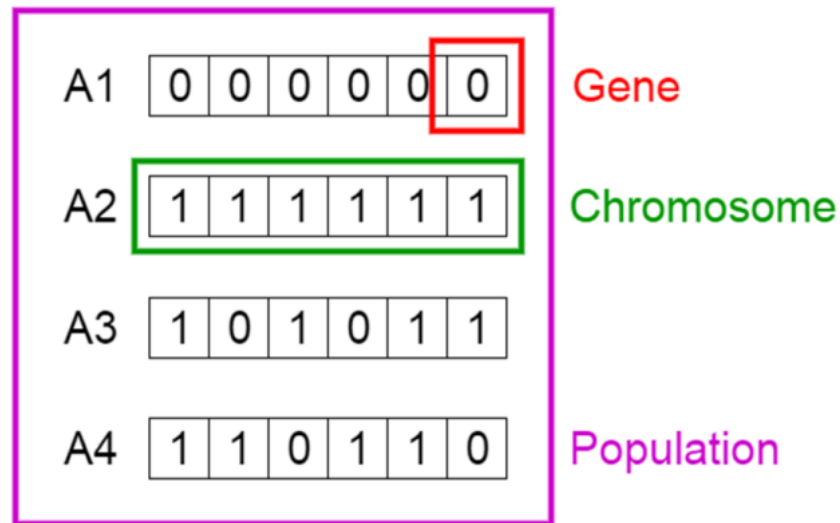 A1 0 0 0 0 0 0 Gene
A2 1 1 1 1 1 1 Chromosome
A3 1 0 1 0 1 1
A4 1 1 0 1 1 0 Population